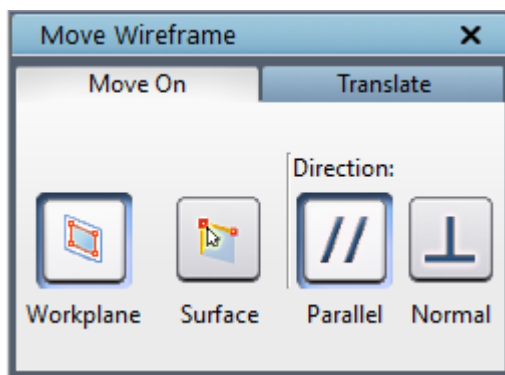 Move Wireframe
Move On
Translate
Direction:
Workplane
Surface
Parallel
Normal